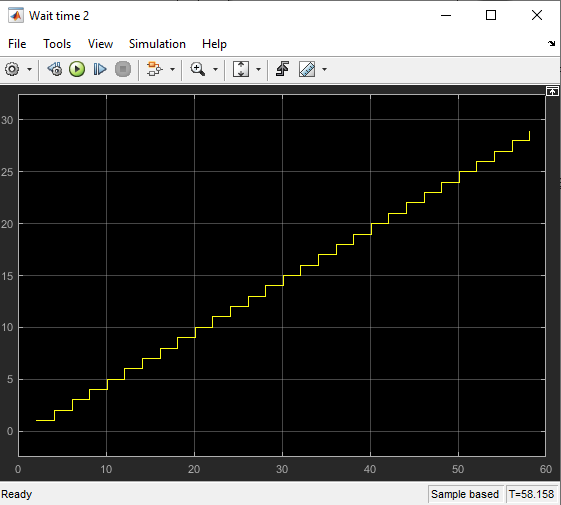 Wait time 2
File Tools View Simulation Help
30
25
20
15
10
5
0
0 10 20 30 40 50 60
Ready Sample based T=58.158